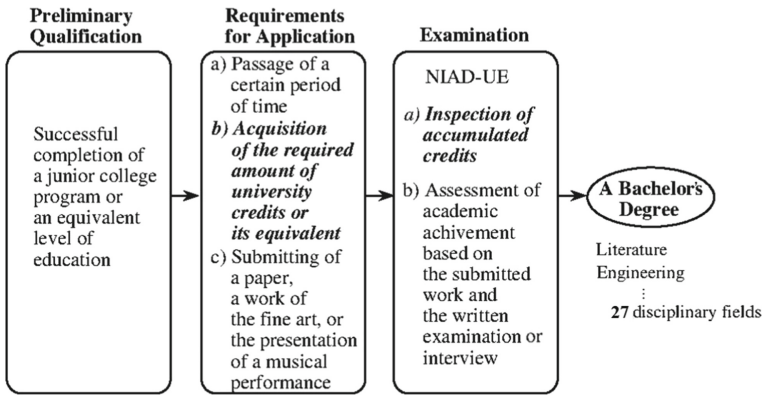 Preliminary
Qualification
Successful
completion of
a junior college
program or
an equivalent
level of
education
Requirements
for Application
a) Passage of a
certain period
of time
b) Acquisition
of the required
amount of
university
credits or
its equivalent
c) Submitting of
a paper,
a work of
the fine art, or
the presentation
of a musical
performance
Examination
NIAD-UE
a) Inspection of
accumulated
credits
b) Assessment of
academic
achivement
based on
the submitted
work and
the written
examination or
interview
A Bachelor's
Degree
Literature
Engineering
⋮
27 disciplinary fields